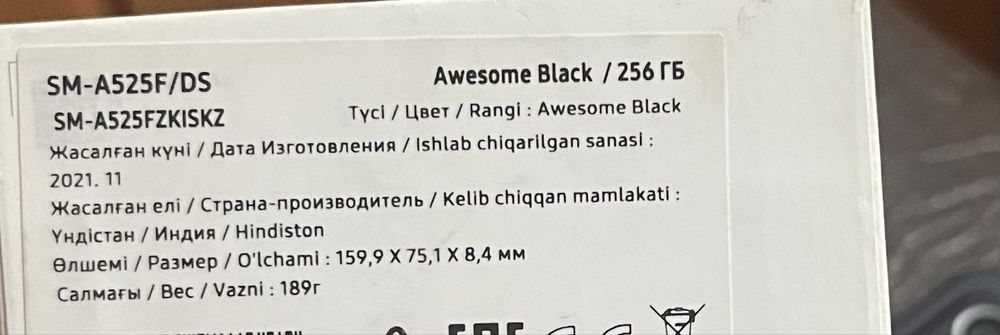 SM-A525F/DS
Awesome Black / 256 ГБ
SM-A525FZKISKZ
Түсі / Цвет / Rangi : Awesome Black
Жасалған күні / Дата Изготовления / Ishlab chiqarilgan sanasi :
2021. 11
Жасалған елі / Страна-производитель / Kelib chiqqan mamlakati :
Үндістан / Индия / Hindiston
Өлшемі / Размер / O'lchami : 159,9 X 75,1 X 8,4 мм
Салмағы / Вес / Vazni : 189г